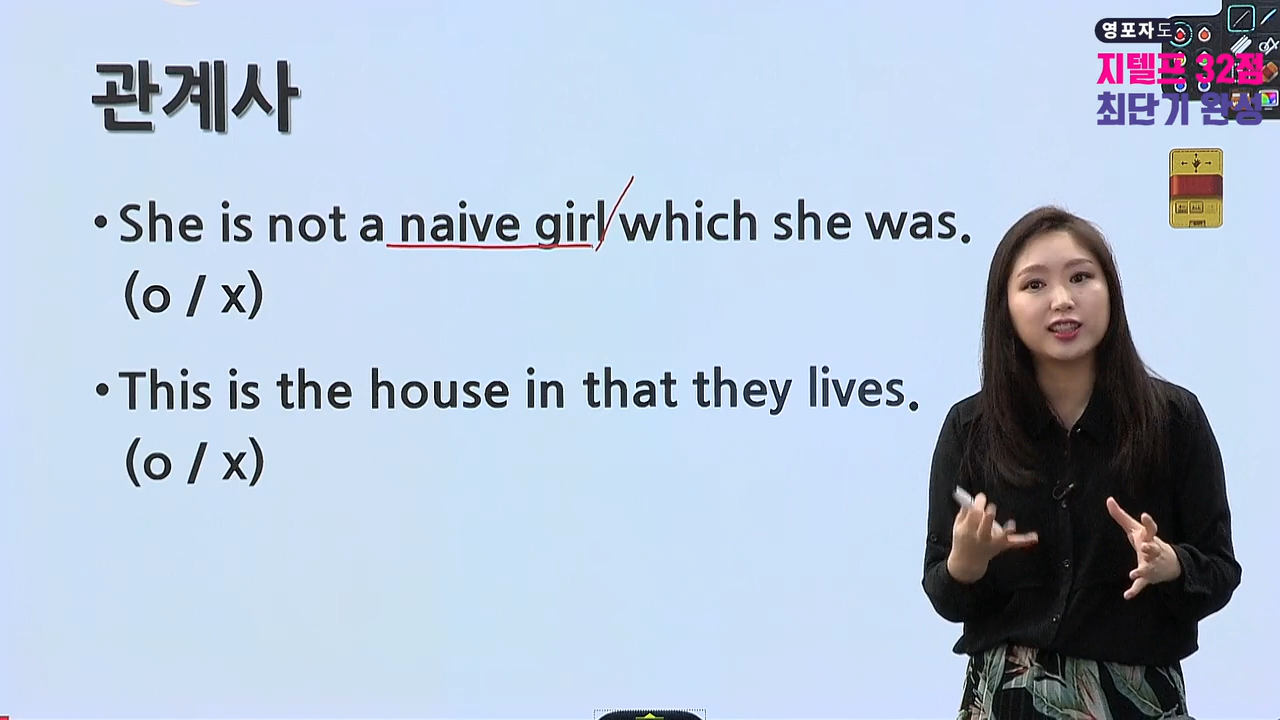 영포자도
지텔프 32점
최단기 완성
관계사
• She is not a naive girl which she was.
(o / x)
• This is the house in that they lives.
(o / x)